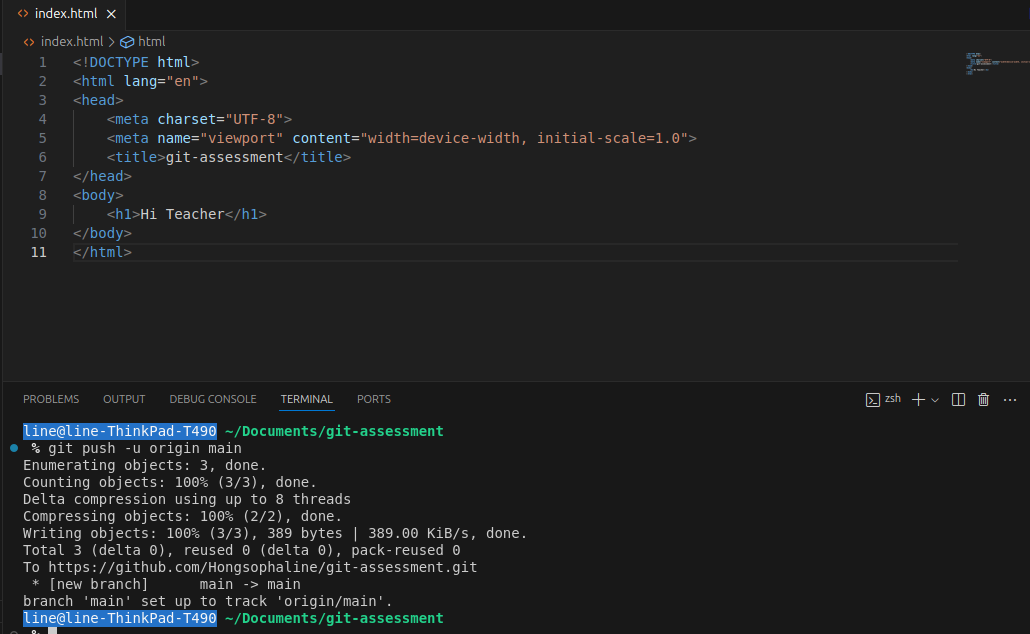 index.html
index.html > html
1 <!DOCTYPE html>
2 <html lang="en">
3 <head>
4     <meta charset="UTF-8">
5     <meta name="viewport" content="width=device-width, initial-scale=1.0">
6     <title>git-assessment</title>
7 </head>
8 <body>
9     <h1>Hi Teacher</h1>
10 </body>
11 </html>
PROBLEMS OUTPUT DEBUG CONSOLE TERMINAL PORTS zsh
line@line-ThinkPad-T490 ~/Documents/git-assessment
% git push -u origin main
Enumerating objects: 3, done.
Counting objects: 100% (3/3), done.
Delta compression using up to 8 threads
Compressing objects: 100% (2/2), done.
Writing objects: 100% (3/3), 389 bytes | 389.00 KiB/s, done.
Total 3 (delta 0), reused 0 (delta 0), pack-reused 0
To https://github.com/Hongsophaline/git-assessment.git
 * [new branch]      main -> main
branch 'main' set up to track 'origin/main'.
line@line-ThinkPad-T490 ~/Documents/git-assessment
%